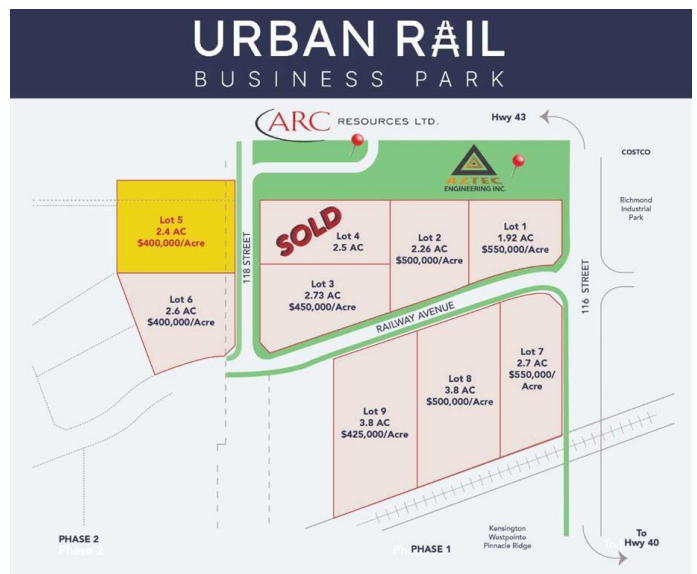 URBAN RAIL
BUSINESS PARK
ARC RESOURCES LTD.
Hwy 43
COSTCO
AZTEC
ENGINEERING INC.
Richmond
Industrial
Park
Lot 5
2.4 AC
$400,000/Acre
118 STREET
SOLD
Lot 4
2.5 AC
Lot 2
2.26 AC
$500,000/Acre
Lot 1
1.92 AC
$550,000/Acre
Lot 6
2.6 AC
$400,000/Acre
Lot 3
2.73 AC
$450,000/Acre
116 STREET
RAILWAY AVENUE
Lot 7
2.7 AC
$550,000/
Acre
Lot 8
3.8 AC
$500,000/Acre
Lot 9
3.8 AC
$425,000/Acre
PHASE 2
Phase 2
PHASE 1
Kensington
Westpointe
Pinnacle Ridge
To
Hwy 40